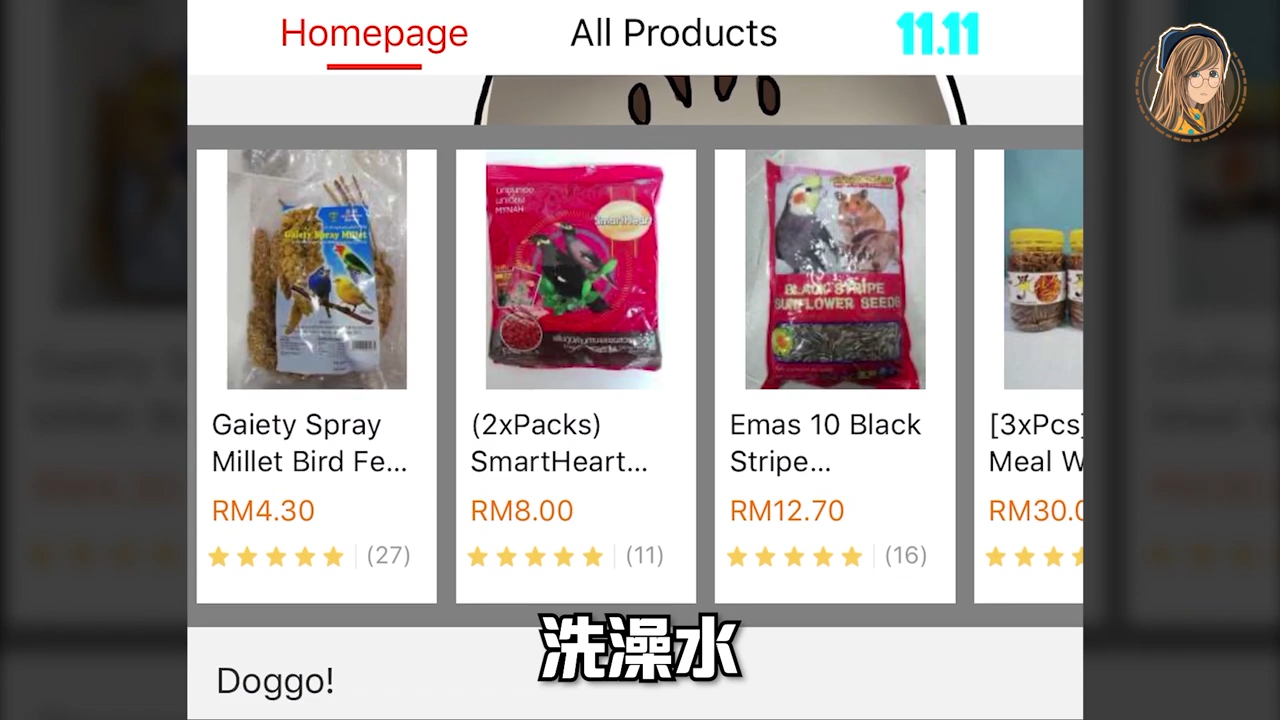 Homepage
All Products
11.11
Gaiety Spray Millet
SmartHeart
MYNAH
BLACK STRIPE
SUNFLOWER SEEDS
Gaiety Spray
Millet Bird Fe...
RM4.30
(27)
(2xPacks)
SmartHeart...
RM8.00
(11)
Emas 10 Black
Stripe...
RM12.70
(16)
[3xPcs]
Meal W
RM30.0
洗澡水
Doggo!